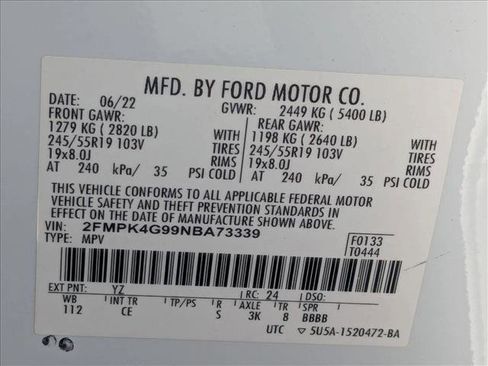 MFD. BY FORD MOTOR CO.
DATE: 06/22 GVWR: 2449 KG ( 5400 LB)
FRONT GAWR: REAR GAWR:
1279 KG ( 2820 LB) 1198 KG ( 2640 LB)
245/55R19 103V WITH TIRES 245/55R19 103V WITH TIRES
19x8.0J RIMS 19x8.0J RIMS
AT 240 kPa/ 35 PSI COLD AT 240 kPa/ 35 PSI COLD
THIS VEHICLE CONFORMS TO ALL APPLICABLE FEDERAL MOTOR
VEHICLE SAFETY AND THEFT PREVENTION STANDARDS IN
EFFECT ON THE DATE OF MANUFACTURE SHOWN ABOVE.
VIN: 2FMPK4G99NBA73339 F0133
TYPE: MPV T0444
EXT PNT: YZ RC: 24 DSO:
WB INT TR TP/PS R AXLE TR SPR
112 CE S 3K 8 BBBB
UTC 5U5A-1520472-BA